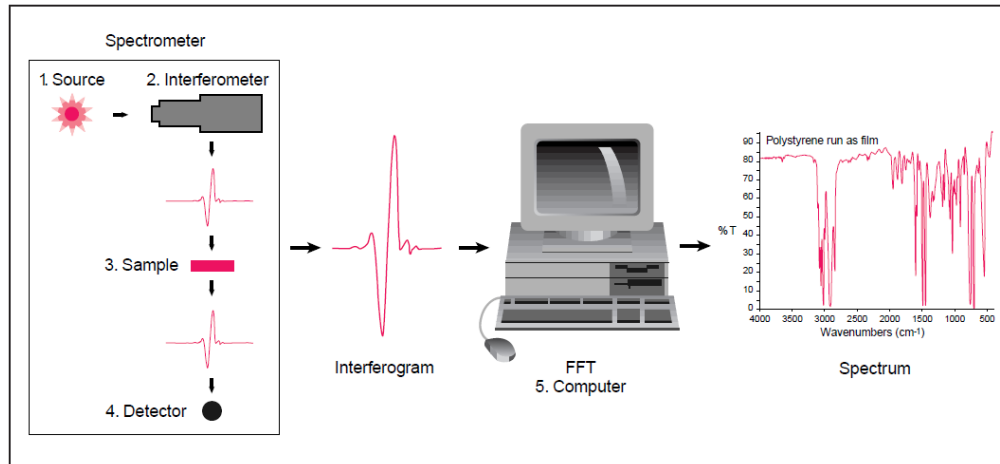 Spectrometer
1. Source
2. Interferometer
3. Sample
4. Detector
Interferogram
FFT
5. Computer
Polystyrene run as film
%T
90
80
70
60
50
40
30
20
10
0
4000 3500 3000 2500 2000 1500 1000 500
Wavenumbers (cm-1)
Spectrum